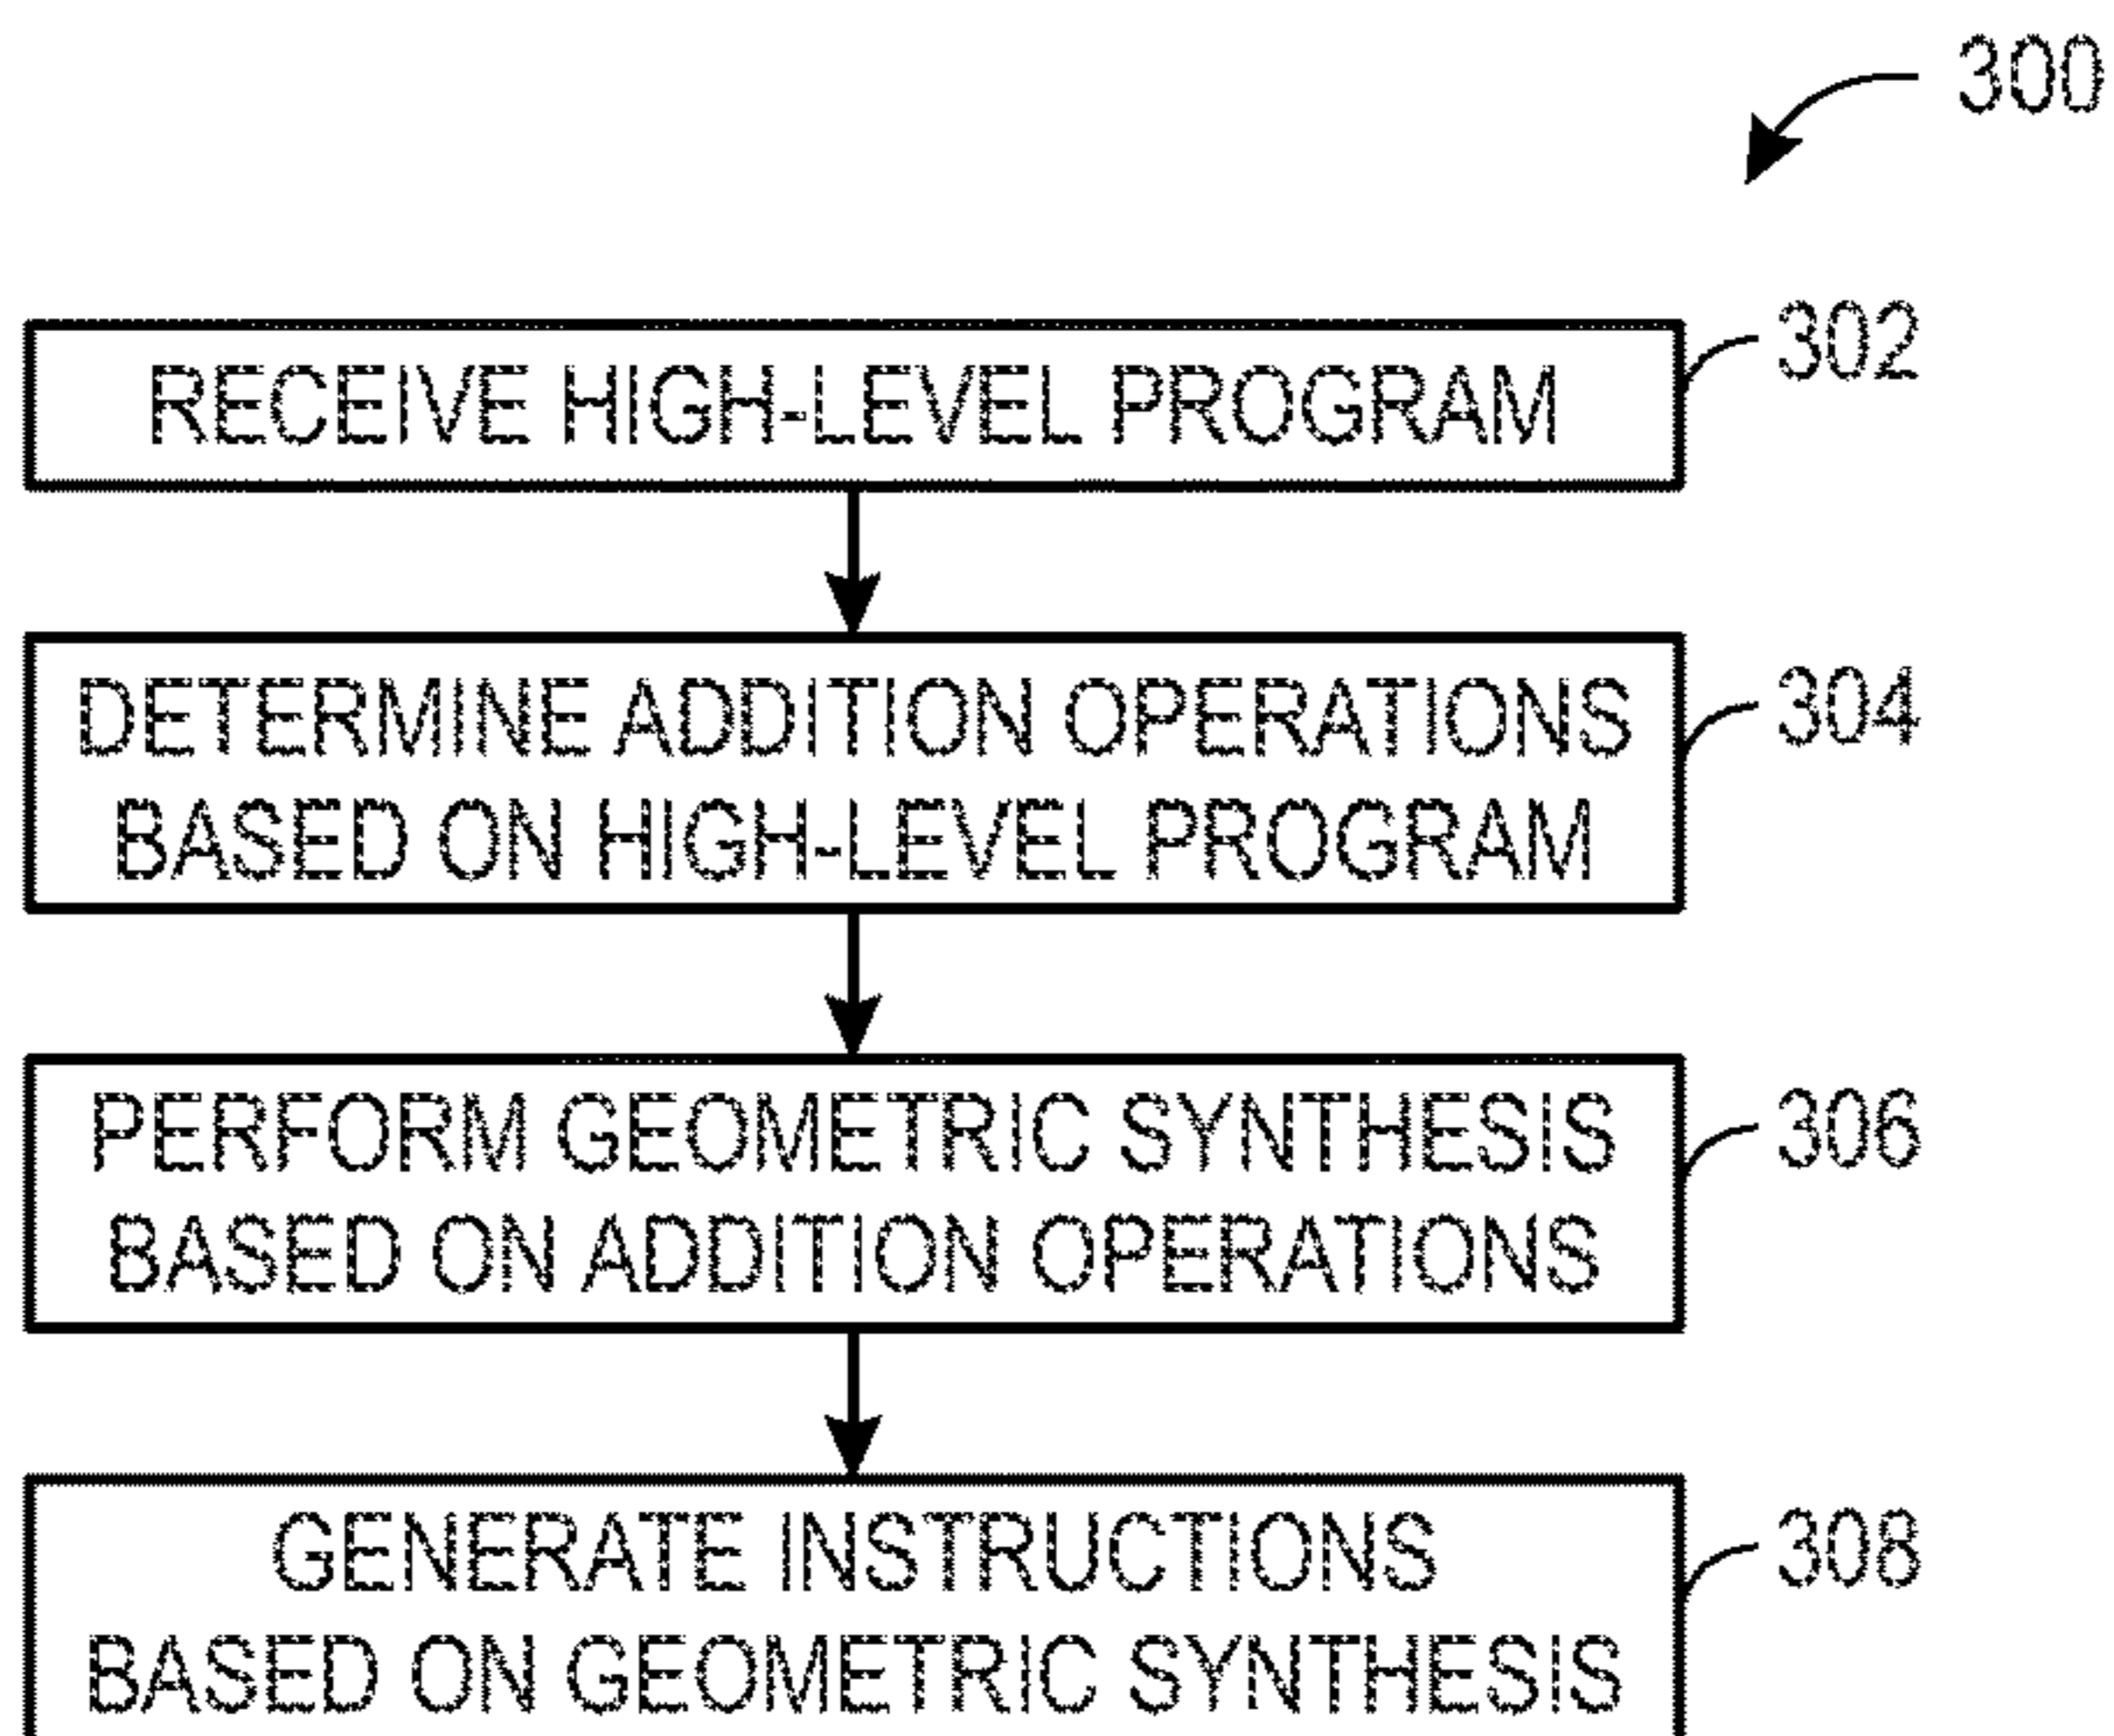 300
RECEIVE HIGH-LEVEL PROGRAM
302
DETERMINE ADDITION OPERATIONS
BASED ON HIGH-LEVEL PROGRAM
304
PERFORM GEOMETRIC SYNTHESIS
BASED ON ADDITION OPERATIONS
306
GENERATE INSTRUCTIONS
BASED ON GEOMETRIC SYNTHESIS
308